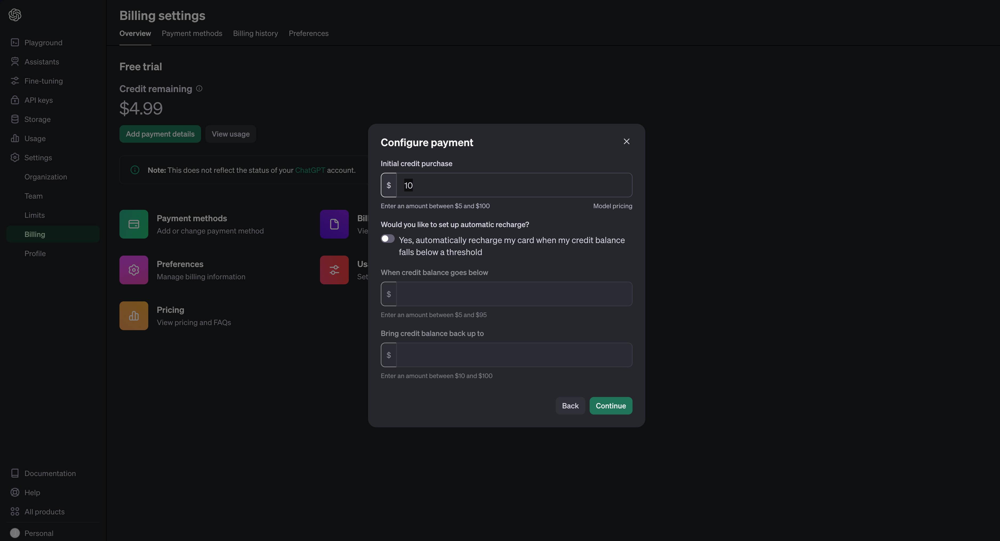 Playground
Assistants
Fine-tuning
API keys
Storage
Usage
Settings
Organization
Team
Limits
Billing
Profile
Documentation
Help
All products
Personal
Billing settings
Overview Payment methods Billing history Preferences
Free trial
Credit remaining
$4.99
Add payment details View usage
Note: This does not reflect the status of your ChatGPT account.
Payment methods
Add or change payment method
Preferences
Manage billing information
Set
Pricing
View pricing and FAQs
Configure payment
Initial credit purchase
$ 10
Enter an amount between $5 and $100 Model pricing
Would you like to set up automatic recharge?
Yes, automatically recharge my card when my credit balance
falls below a threshold
When credit balance goes below
$
Enter an amount between $5 and $95
Bring credit balance back up to
$
Enter an amount between $10 and $100
Back Continue